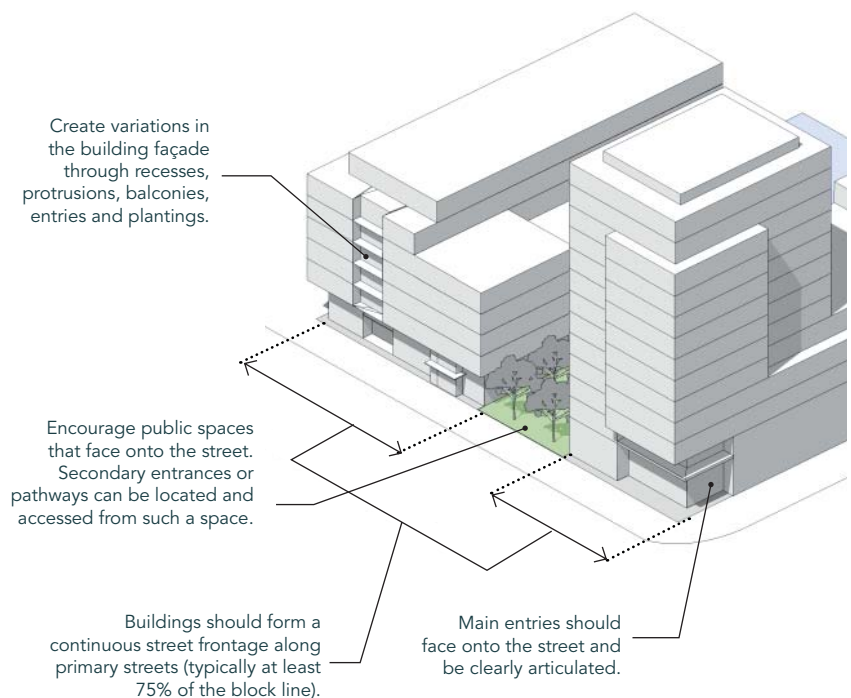 Create variations in
the building façade
through recesses,
protrusions, balconies,
entries and plantings.
Encourage public spaces
that face onto the street.
Secondary entrances or
pathways can be located and
accessed from such a space.
Buildings should form a
continuous street frontage along
primary streets (typically at least
75% of the block line).
Main entries should
face onto the street and
be clearly articulated.